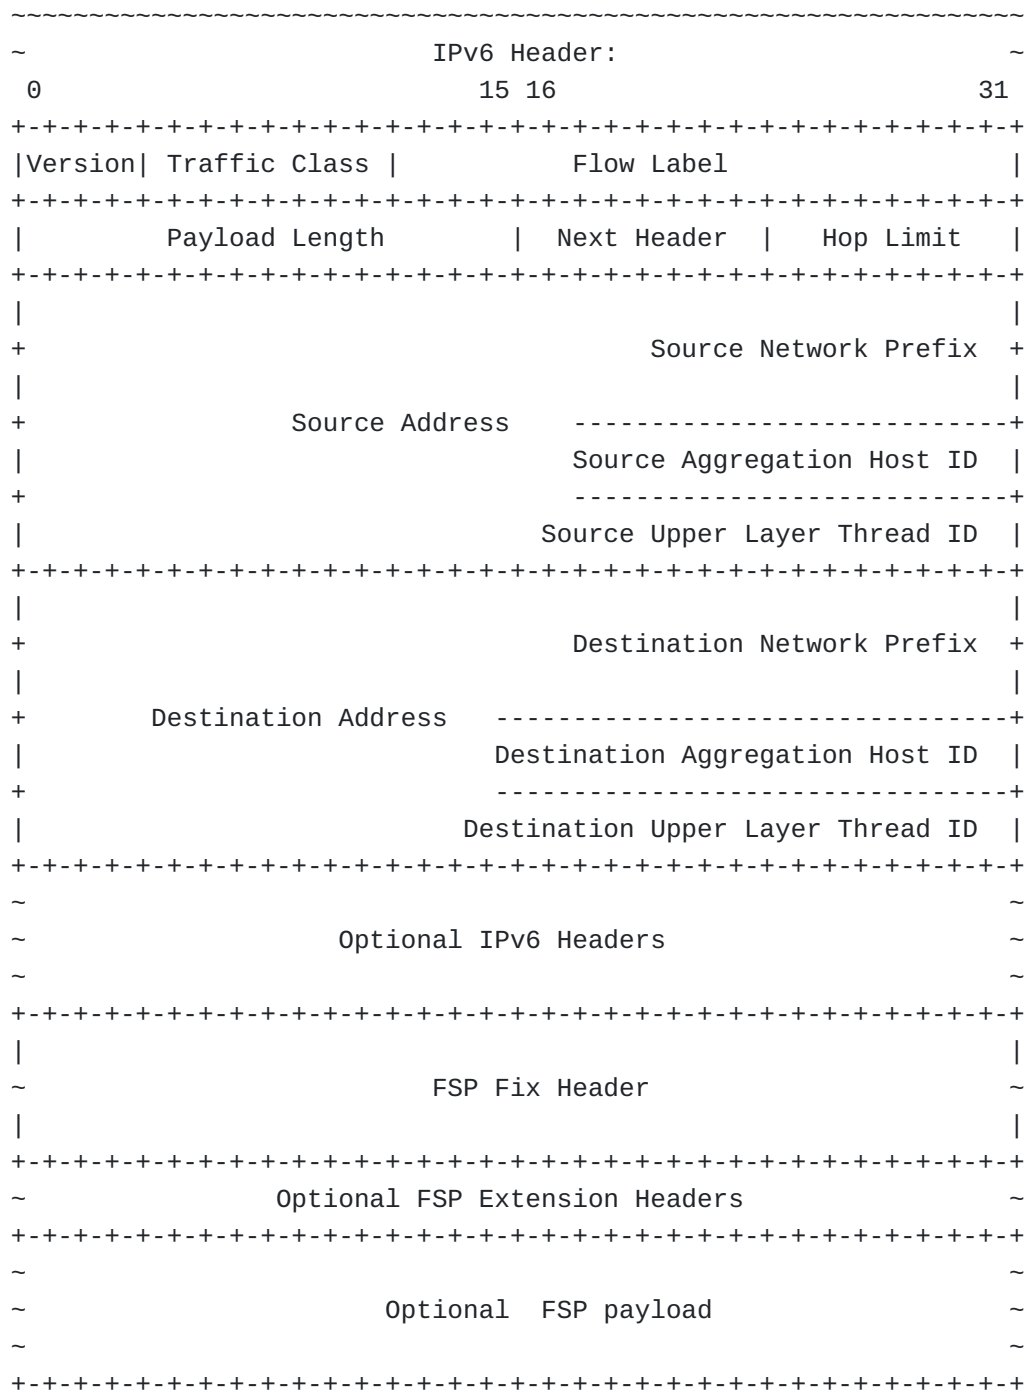 ~~~~~~~~~~~~~~~~~~~~~~~~~~~~~~~~~~~~~~~~~~~~~~~~~~~~~~~~~~~~~~~~~
~                          IPv6 Header:                         ~
 0                            15 16                           31
+-+-+-+-+-+-+-+-+-+-+-+-+-+-+-+-+-+-+-+-+-+-+-+-+-+-+-+-+-+-+-+-+
|Version| Traffic Class |           Flow Label                  |
+-+-+-+-+-+-+-+-+-+-+-+-+-+-+-+-+-+-+-+-+-+-+-+-+-+-+-+-+-+-+-+-+
|         Payload Length        |  Next Header  |   Hop Limit   |
+-+-+-+-+-+-+-+-+-+-+-+-+-+-+-+-+-+-+-+-+-+-+-+-+-+-+-+-+-+-+-+-+
|                                                               |
+                                        Source Network Prefix  +
|                                                               |
+                 Source Address    ----------------------------+
|                                   Source Aggregation Host ID  |
+                                   ----------------------------+
|                                 Source Upper Layer Thread ID  |
+-+-+-+-+-+-+-+-+-+-+-+-+-+-+-+-+-+-+-+-+-+-+-+-+-+-+-+-+-+-+-+-+
|                                                               |
+                                   Destination Network Prefix  +
|                                                               |
+        Destination Address   ---------------------------------+
|                              Destination Aggregation Host ID  |
+                              ---------------------------------+
|                            Destination Upper Layer Thread ID  |
+-+-+-+-+-+-+-+-+-+-+-+-+-+-+-+-+-+-+-+-+-+-+-+-+-+-+-+-+-+-+-+-+
~                                                               ~
~                    Optional IPv6 Headers                      ~
~                                                               ~
+-+-+-+-+-+-+-+-+-+-+-+-+-+-+-+-+-+-+-+-+-+-+-+-+-+-+-+-+-+-+-+-+
|                                                               |
~                          FSP Fix Header                       ~
|                                                               |
+-+-+-+-+-+-+-+-+-+-+-+-+-+-+-+-+-+-+-+-+-+-+-+-+-+-+-+-+-+-+-+-+
~                Optional FSP Extension Headers                 ~
+-+-+-+-+-+-+-+-+-+-+-+-+-+-+-+-+-+-+-+-+-+-+-+-+-+-+-+-+-+-+-+-+
~                                                               ~
~                       Optional  FSP payload                   ~
~                                                               ~
+-+-+-+-+-+-+-+-+-+-+-+-+-+-+-+-+-+-+-+-+-+-+-+-+-+-+-+-+-+-+-+-+